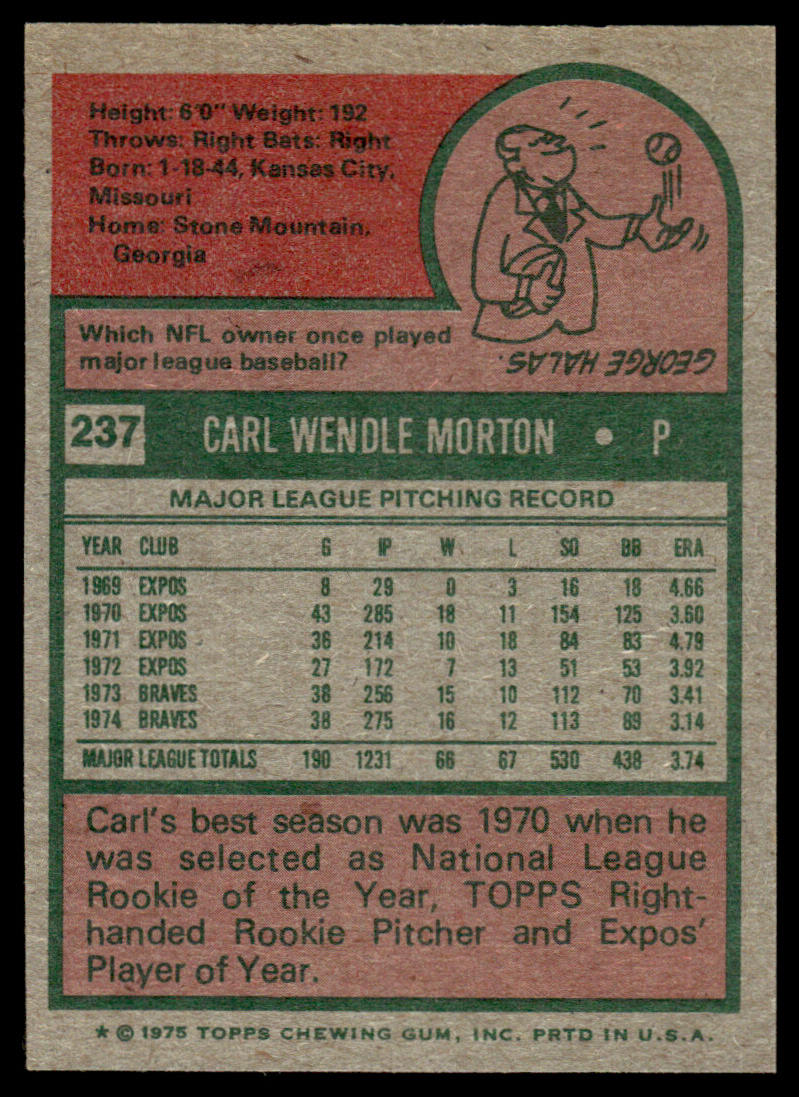 Height: 6'0" Weight: 192
Throws: Right Bats: Right
Born: 1-18-44, Kansas City,
Missouri
Home: Stone Mountain,
Georgia
Which NFL owner once played
major league baseball?
GEORGE HALAS.
237 CARL WENDLE MORTON • P
MAJOR LEAGUE PITCHING RECORD
YEAR CLUB G IP W L SO BB ERA
1969 EXPOS 8 29 0 3 16 18 4.66
1970 EXPOS 43 285 18 11 154 125 3.60
1971 EXPOS 36 214 10 18 84 83 4.79
1972 EXPOS 27 172 7 13 51 53 3.92
1973 BRAVES 38 256 15 10 112 70 3.41
1974 BRAVES 38 275 16 12 113 89 3.14
MAJOR LEAGUE TOTALS 190 1231 66 67 530 438 3.74
Carl's best season was 1970 when he
was selected as National League
Rookie of the Year, TOPPS Right-
handed Rookie Pitcher and Expos'
Player of Year.
* © 1975 TOPPS CHEWING GUM, INC. PRTD IN U.S.A.